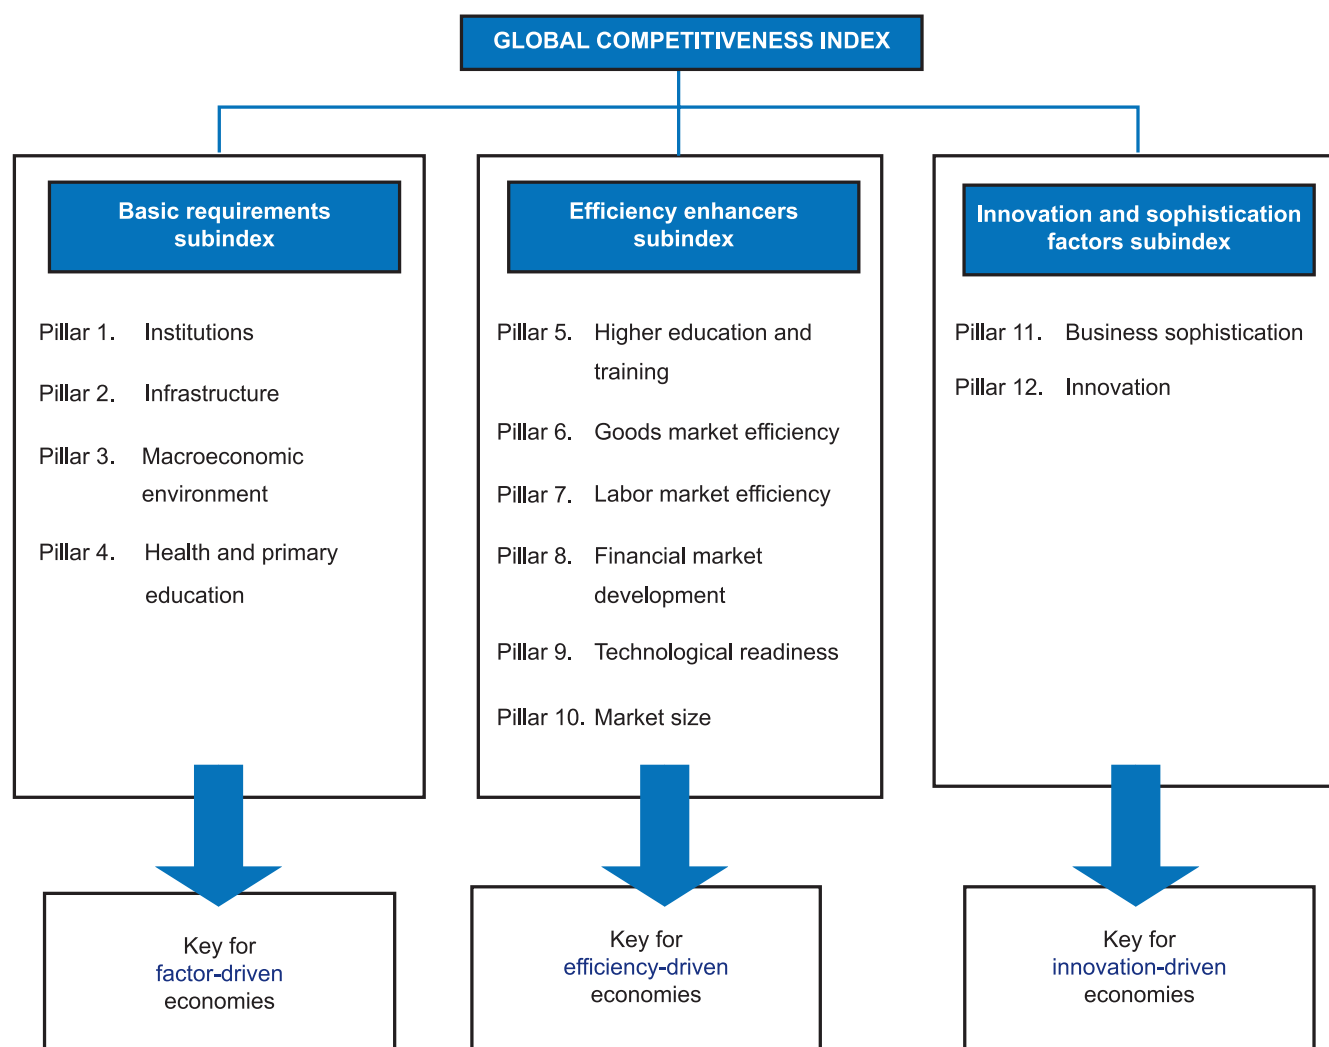 GLOBAL COMPETITIVENESS INDEX
Basic requirements
subindex
Pillar 1. Institutions
Pillar 2. Infrastructure
Pillar 3. Macroeconomic
environment
Pillar 4. Health and primary
education
Key for
factor-driven
economies
Efficiency enhancers
subindex
Pillar 5. Higher education and
training
Pillar 6. Goods market efficiency
Pillar 7. Labor market efficiency
Pillar 8. Financial market
development
Pillar 9. Technological readiness
Pillar 10. Market size
Key for
efficiency-driven
economies
Innovation and sophistication
factors subindex
Pillar 11. Business sophistication
Pillar 12. Innovation
Key for
innovation-driven
economies